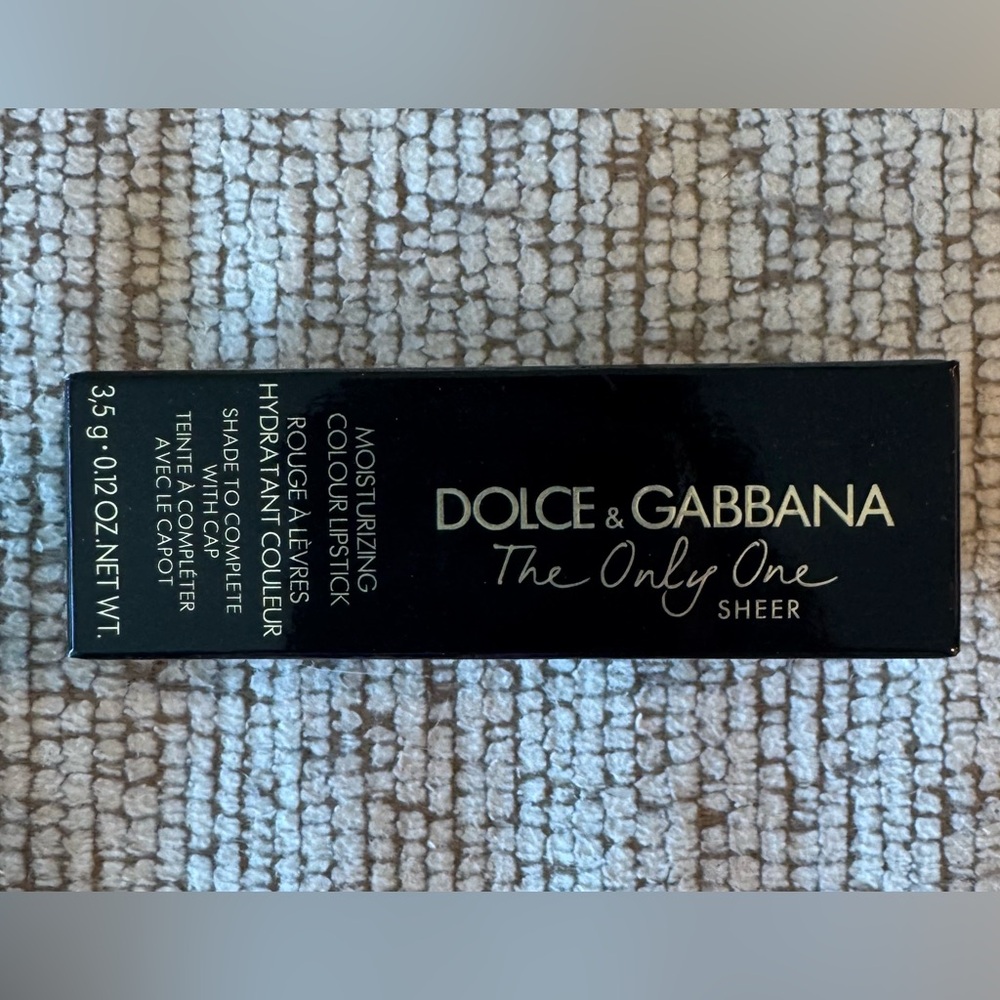 DOLCE & GABBANA
The Only One
SHEER
MOISTURIZING
COLOUR LIPSTICK
ROUGE À LÈVRES
HYDRATANT COULEUR
SHADE TO COMPLETE
WITH CAP
TEINTE À COMPLÉTER
AVEC LE CAPOT
3,5 g • 0.12 OZ. NET WT.